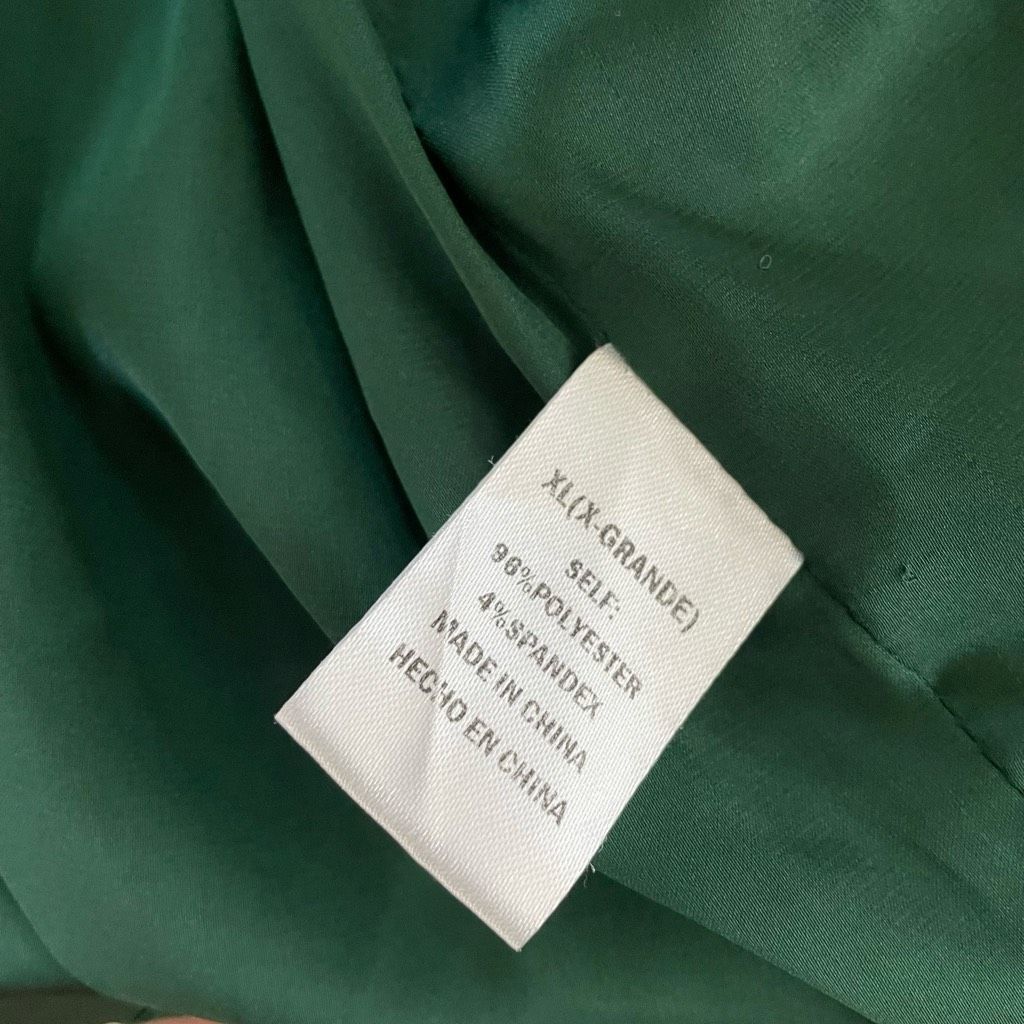 XL(X-GRANDE)
SELF:
96%POLYESTER
4%SPANDEX
MADE IN CHINA
HECHO EN CHINA